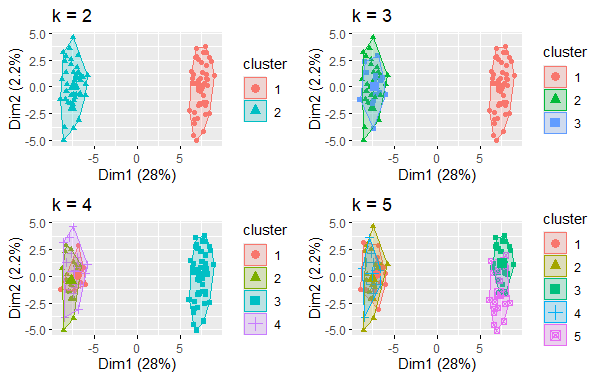 k = 2
5.0
2.5
0.0
-2.5
-5.0
Dim2 (2.2%)
-5
0
5
Dim1 (28%)
cluster
1
2
k = 3
5.0
2.5
0.0
-2.5
-5.0
Dim2 (2.2%)
-5
0
5
Dim1 (28%)
cluster
1
2
3
k = 4
5.0
2.5
0.0
-2.5
-5.0
Dim2 (2.2%)
-5
0
5
Dim1 (28%)
cluster
1
2
3
4
k = 5
5.0
2.5
0.0
-2.5
-5.0
Dim2 (2.2%)
-5
0
5
Dim1 (28%)
cluster
1
2
3
4
5